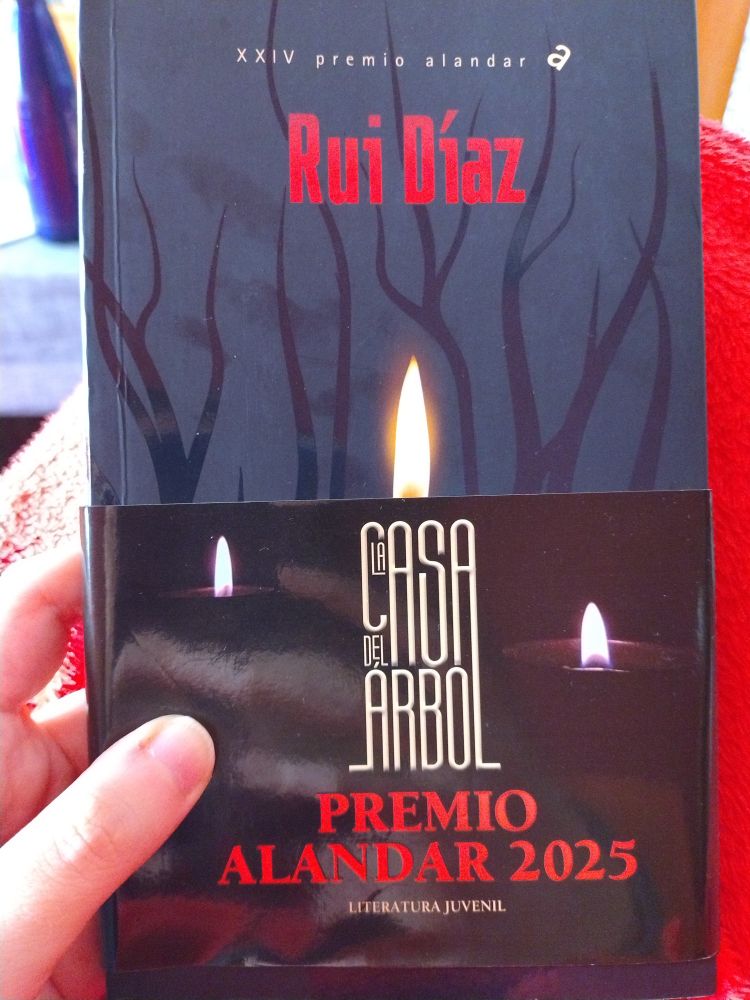 XXIV premio alandar a
Rui Díaz
LA
CASA
DEL
ÁRBOL
PREMIO
ALANDAR 2025
LITERATURA JUVENIL